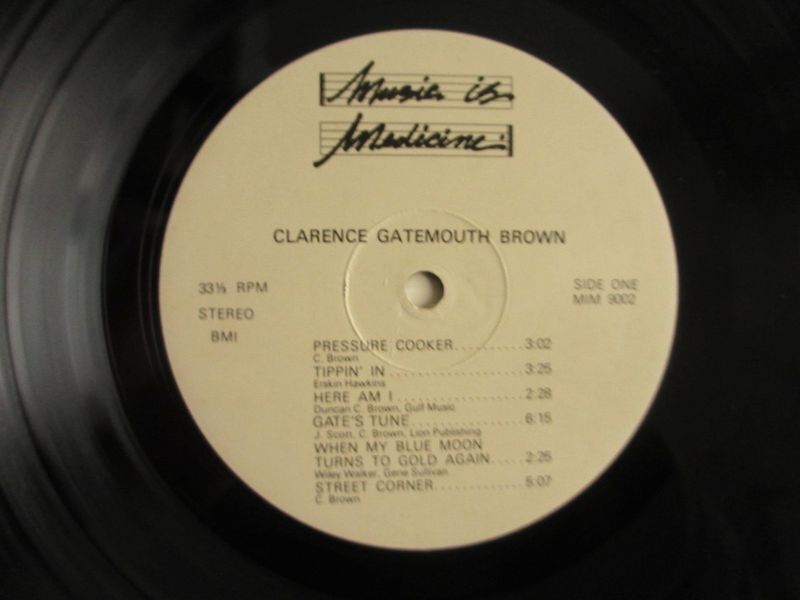 Music is
Medicine
CLARENCE GATEMOUTH BROWN
33⅓ RPM
STEREO
BMI
SIDE ONE
MIM 9002
PRESSURE COOKER..........3:02
C. Brown
TIPPIN' IN....................3:25
Erskin Hawkins
HERE AM I...................2:28
Duncan C. Brown, Gulf Music
GATE'S TUNE................6:15
J. Scott, C. Brown, Lion Publishing
WHEN MY BLUE MOON
TURNS TO GOLD AGAIN.....2:25
Wiley Walker, Gene Sullivan
STREET CORNER.............5:07
C. Brown